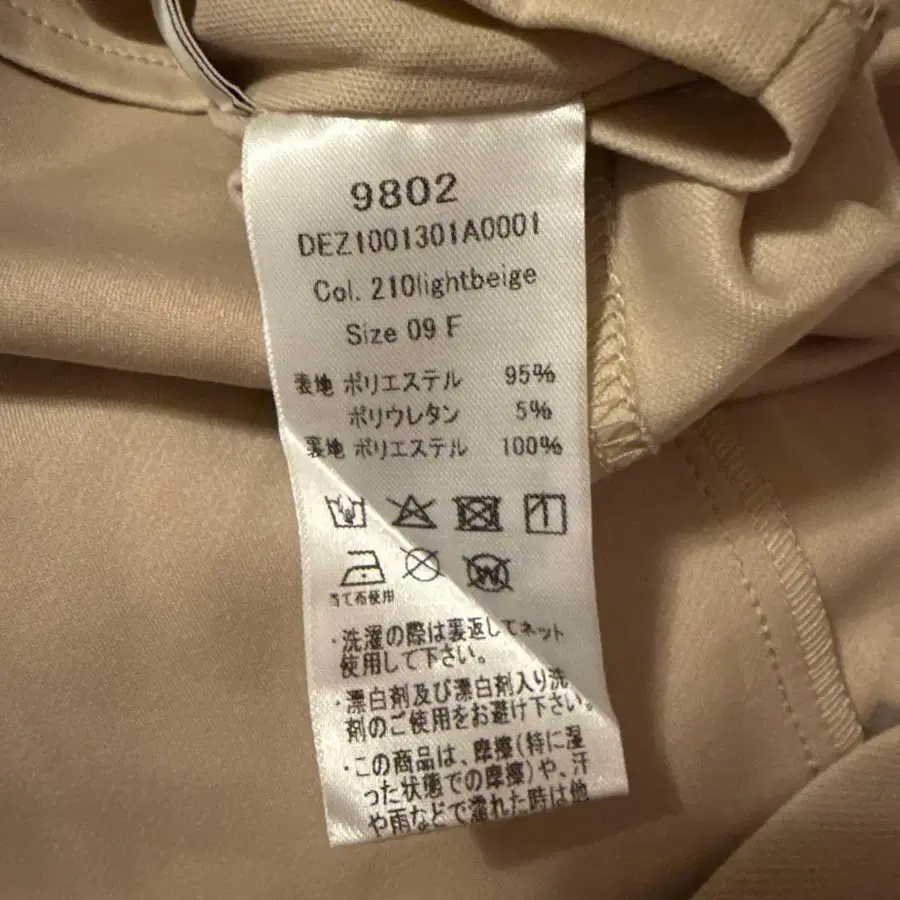 9802
DEZ1001301A0001
Col. 210lightbeige
Size 09 F
表地 ポリエステル 95%
ポリウレタン 5%
裏地 ポリエステル 100%
当て布使用
・洗濯の際は裏返してネット
使用して下さい。
・漂白剤及び漂白剤入り洗
剤のご使用をお避け下さい。
・この商品は、摩擦(特に湿
った状態での摩擦)や、汗
や雨などで濡れた時は他